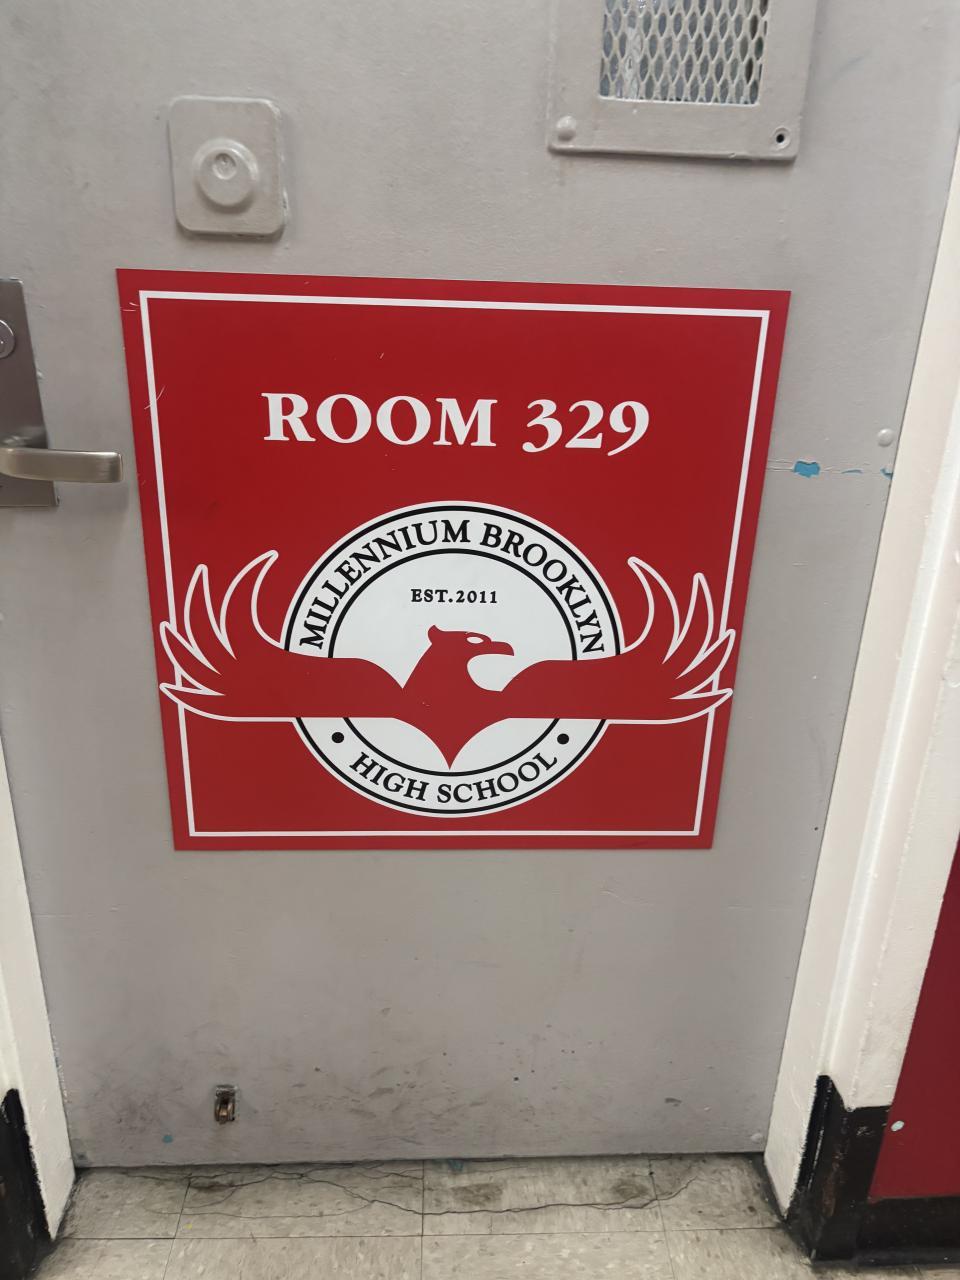 ROOM 329
MILLENNIUM BROOKLYN
EST.2011
• HIGH SCHOOL •